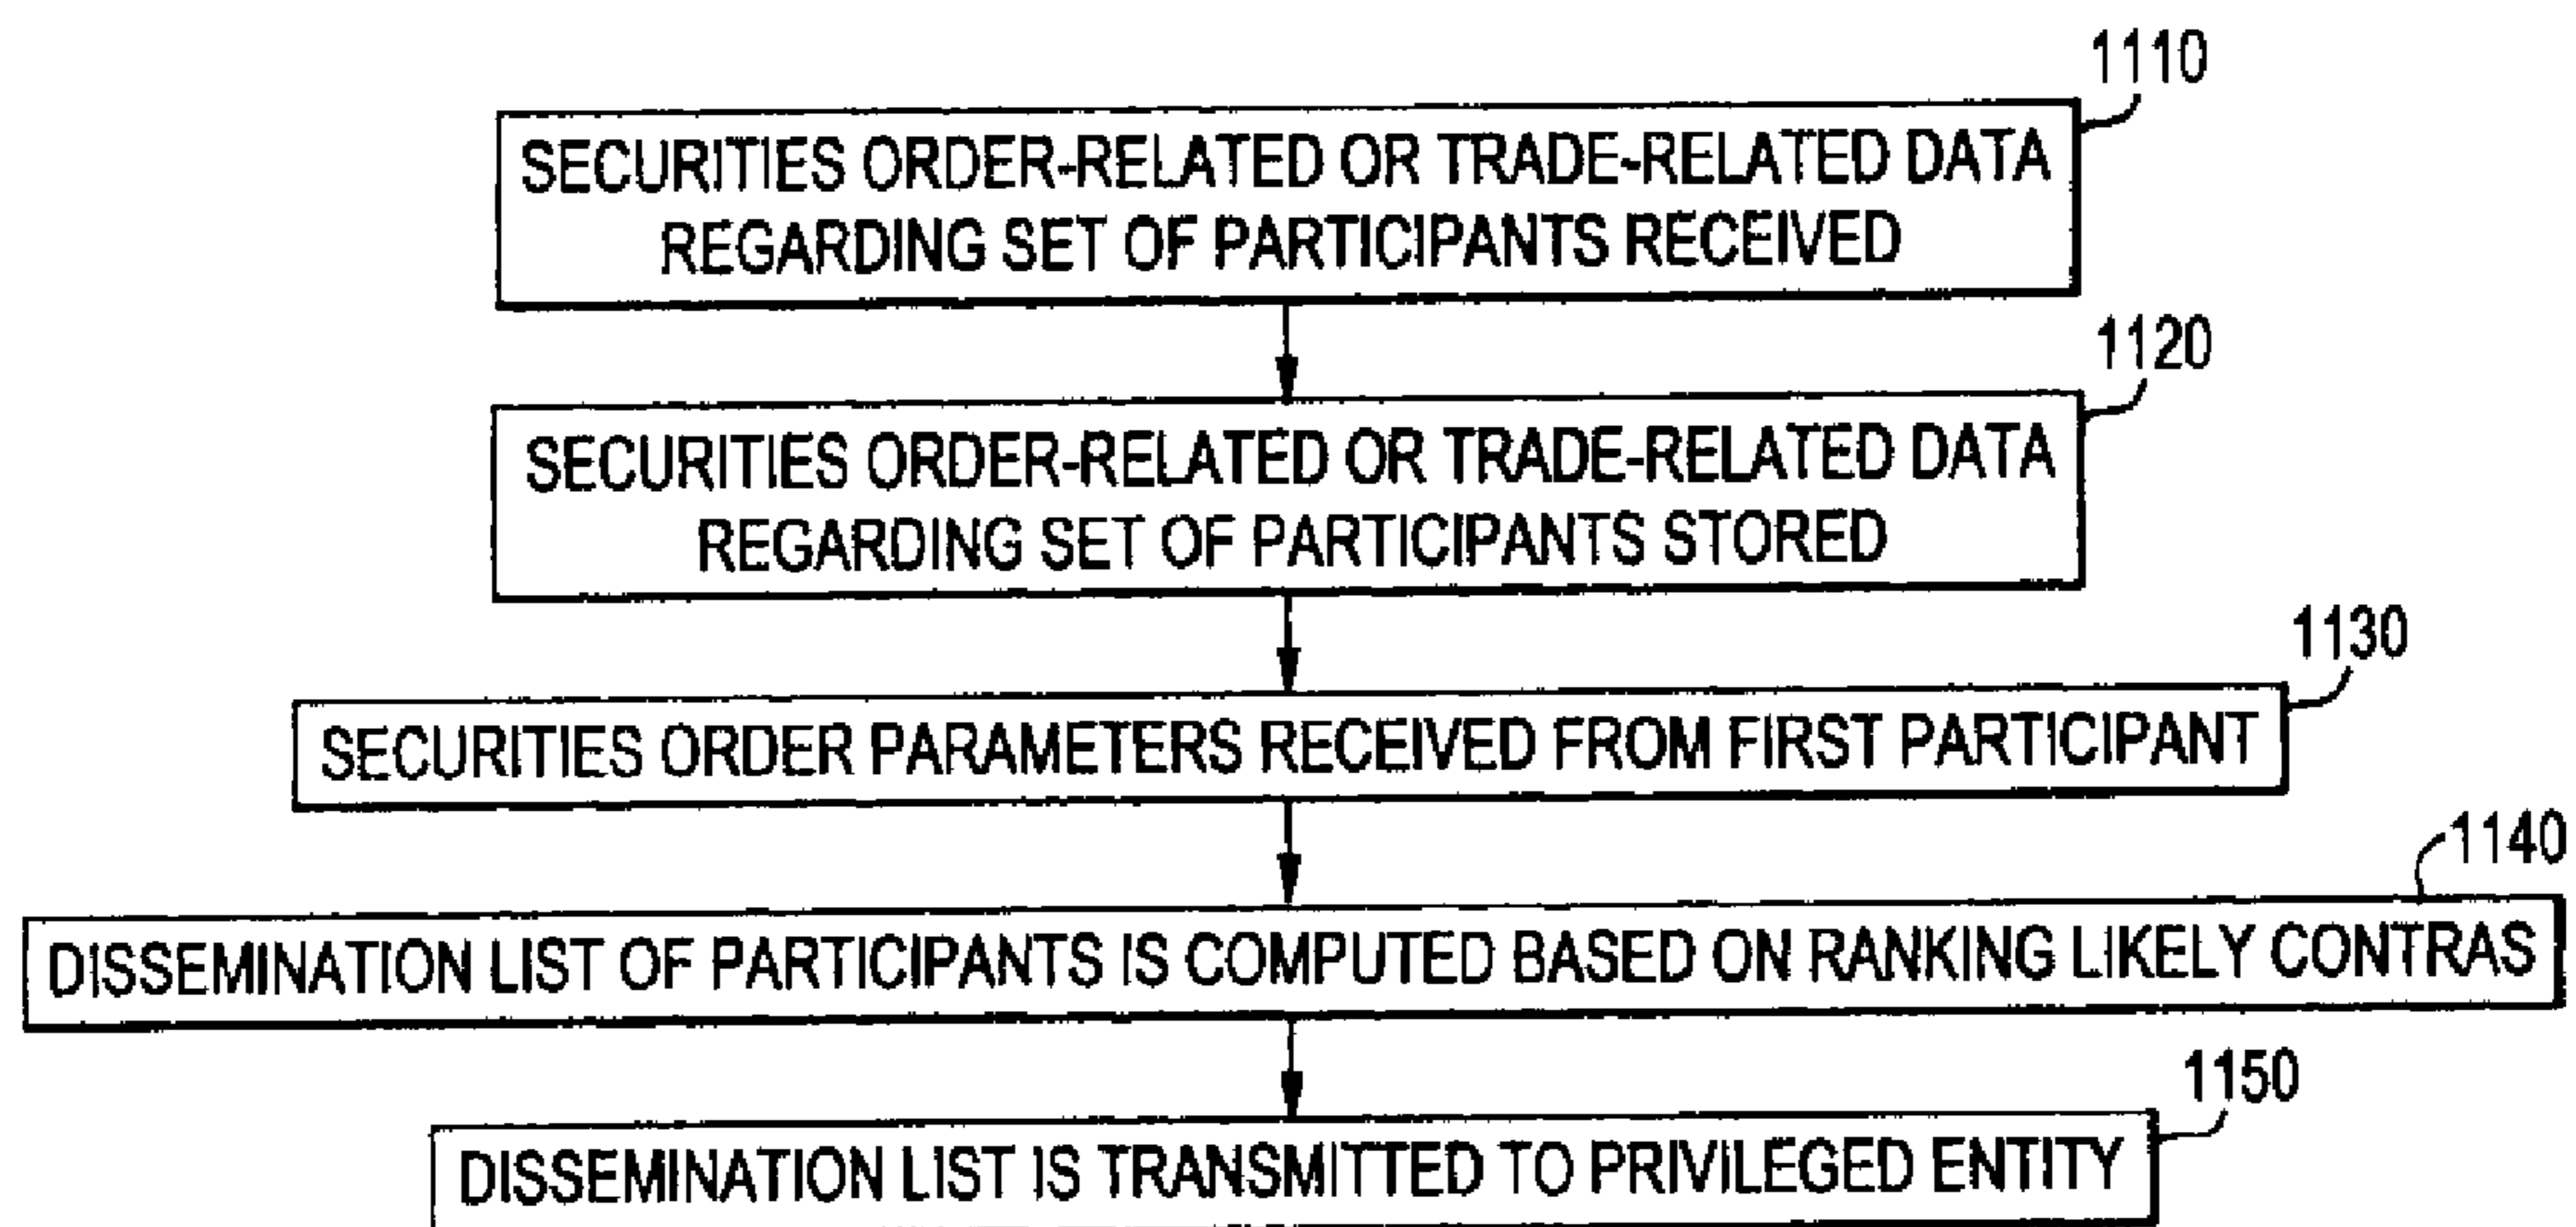 1110
SECURITIES ORDER-RELATED OR TRADE-RELATED DATA
REGARDING SET OF PARTICIPANTS RECEIVED
1120
SECURITIES ORDER-RELATED OR TRADE-RELATED DATA
REGARDING SET OF PARTICIPANTS STORED
1130
SECURITIES ORDER PARAMETERS RECEIVED FROM FIRST PARTICIPANT
1140
DISSEMINATION LIST OF PARTICIPANTS IS COMPUTED BASED ON RANKING LIKELY CONTRAS
1150
DISSEMINATION LIST IS TRANSMITTED TO PRIVILEGED ENTITY